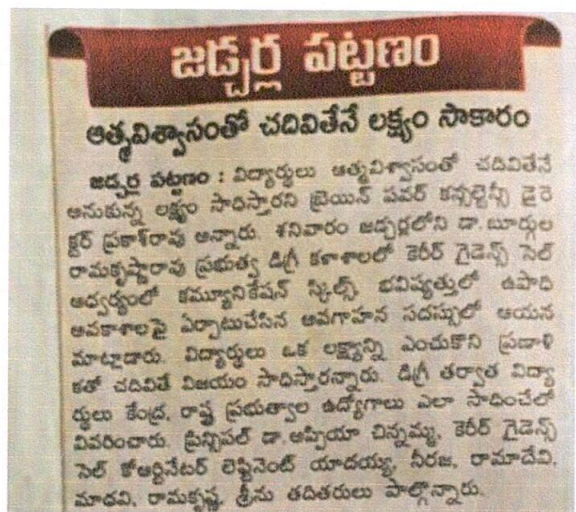 జడ్చర్ల పట్టణం
ఆత్మవిశ్వాసంతో చదివితేనే లక్ష్యం సాకారం
జడ్చర్ల పట్టణం : విద్యార్థులు ఆత్మవిశ్వాసంతో చదివితేనే
అనుకున్న లక్ష్యం సాధిస్తారని బ్రెయిన్ పవర్ కన్సల్టెన్సీ డైరె
క్టర్ ప్రకాశ్‌రావు అన్నారు. శనివారం జడ్చర్లలోని డా.బూర్గుల
రామకృష్ణారావు ప్రభుత్వ డిగ్రీ కళాశాలలో కెరీర్ గైడెన్స్ సెల్
ఆధ్వర్యంలో కమ్యూనికేషన్ స్కిల్స్, భవిష్యత్తులో ఉపాధి
అవకాశాలపై ఏర్పాటుచేసిన అవగాహన సదస్సులో ఆయన
మాట్లాడారు. విద్యార్థులు ఒక లక్ష్యాన్ని ఎంచుకొని ప్రణాళి
కతో చదివితే విజయం సాధిస్తారన్నారు. డిగ్రీ తర్వాత విద్యా
ర్థులు కేంద్ర, రాష్ట్ర ప్రభుత్వాల ఉద్యోగాలు ఎలా సాధించేలో
వివరించారు. ప్రిన్సిపల్ డా.అప్పియా చిన్నమ్మ, కెరీర్ గైడెన్స్
సెల్ కోఆర్డినేటర్ లెఫ్టినెంట్ యాదయ్య, నీరజ, రామాదేవి,
మాధవి, రామకృష్ణ, శ్రీను తదితరులు పాల్గొన్నారు.